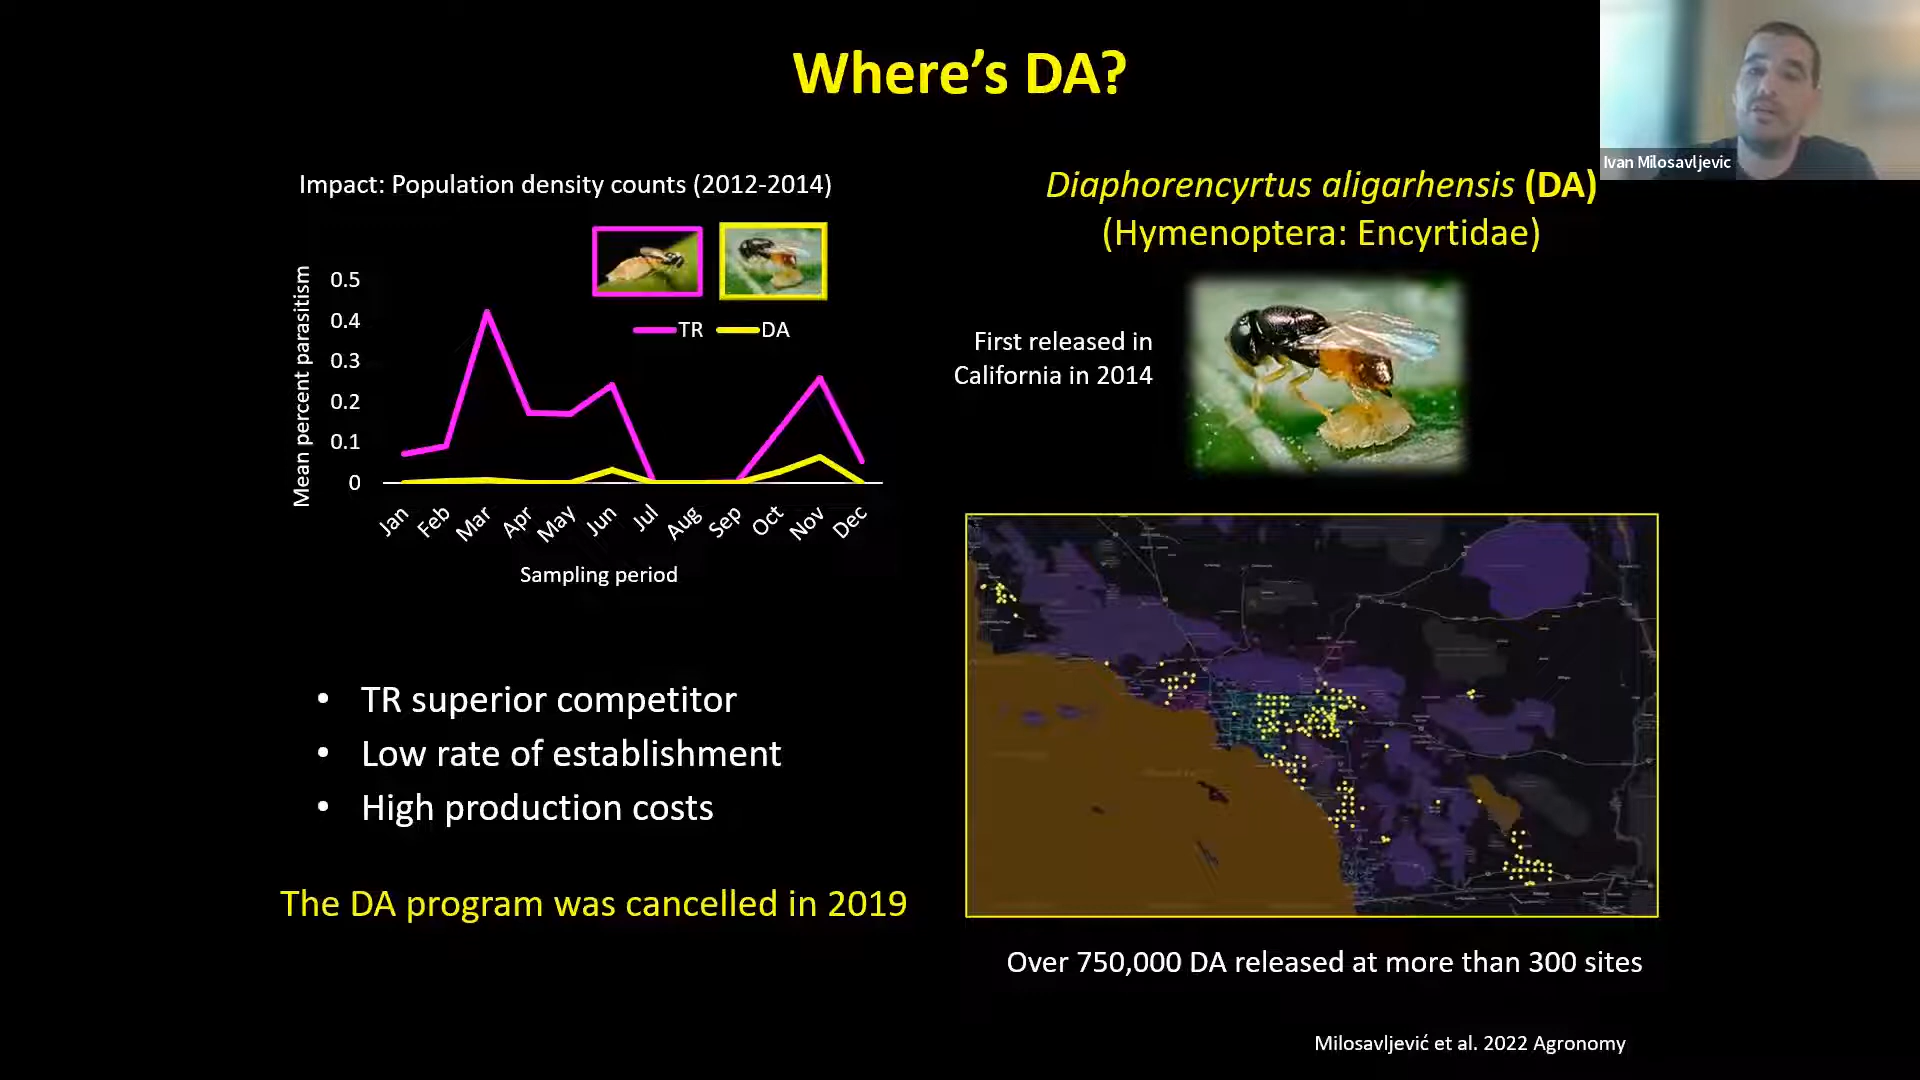 Where's DA?
Ivan Milosavljevic
Impact: Population density counts (2012-2014)
Mean percent parasitism
0.5
0.4
0.3
0.2
0.1
0
TR DA
Jan Feb Mar Apr May Jun Jul Aug Sep Oct Nov Dec
Sampling period
• TR superior competitor
• Low rate of establishment
• High production costs
The DA program was cancelled in 2019
Diaphorencyrtus aligarhensis (DA)
(Hymenoptera: Encyrtidae)
First released in
California in 2014
Over 750,000 DA released at more than 300 sites
Milosavljević et al. 2022 Agronomy